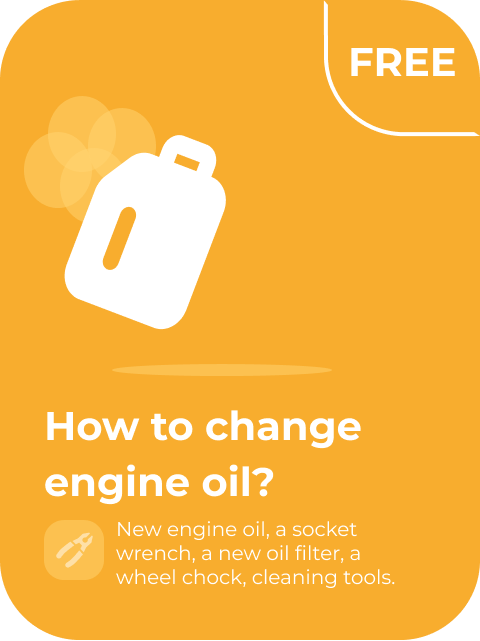 FREE
How to change
engine oil?
New engine oil, a socket
wrench, a new oil filter, a
wheel chock, cleaning tools.